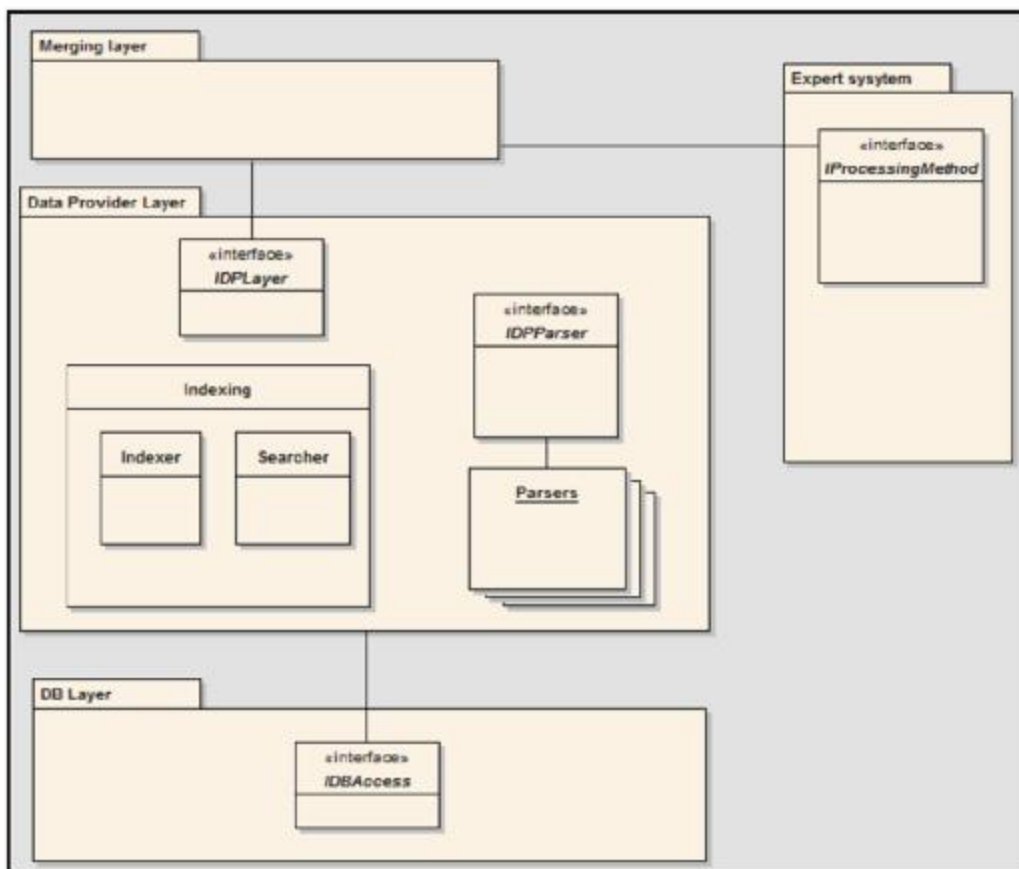 Merging layer
Expert sysytem
«interface»
IProcessingMethod
Data Provider Layer
«interface»
IDPLayer
«interface»
IDPParser
Indexing
Indexer
Searcher
Parsers
DB Layer
«interface»
IDBAccess